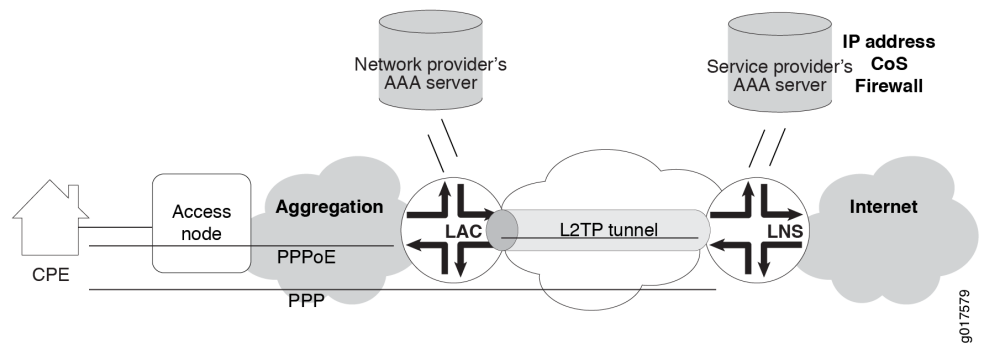 Network provider's
AAA server
Service provider's
AAA server
IP address
CoS
Firewall
Access
node
Aggregation
LAC
L2TP tunnel
LNS
Internet
CPE
PPPoE
PPP
g017579